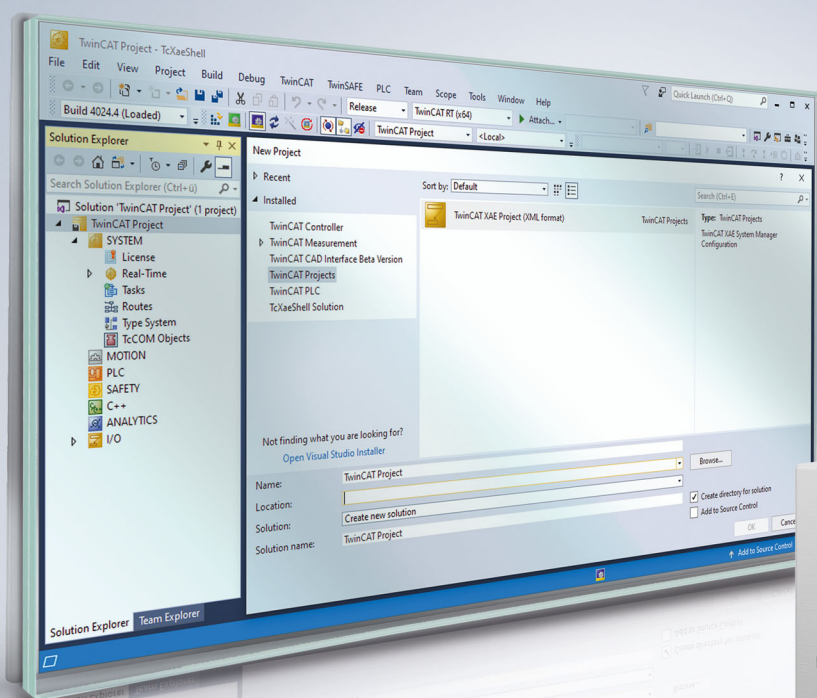 TwinCAT Project - TcXaeShell
File Edit View Project Build Debug TwinCAT TwinSAFE PLC Team Scope Tools Window Help
Quick Launch (Ctrl+Q)
Release
TwinCAT RT (x64)
Attach...
Build 4024.4 (Loaded)
TwinCAT Project
<Local>
Solution Explorer
Search Solution Explorer (Ctrl+ü)
Solution 'TwinCAT Project' (1 project)
TwinCAT Project
SYSTEM
License
Real-Time
Tasks
Routes
Type System
TcCOM Objects
MOTION
PLC
SAFETY
C++
ANALYTICS
I/O
Solution Explorer Team Explorer
New Project
? X
Recent
Installed
TwinCAT Controller
TwinCAT Measurement
TwinCAT CAD Interface Beta Version
TwinCAT Projects
TwinCAT PLC
TcXaeShell Solution
Not finding what you are looking for?
Open Visual Studio Installer
Sort by: Default
TwinCAT XAE Project (XML format) TwinCAT Projects
Search (Ctrl+E)
Type: TwinCAT Projects
TwinCAT XAE System Manager
Configuration
Name: TwinCAT Project
Location:
Browse...
Solution: Create new solution
Solution name: TwinCAT Project
Create directory for solution
Add to Source Control
OK
Add to Source Control